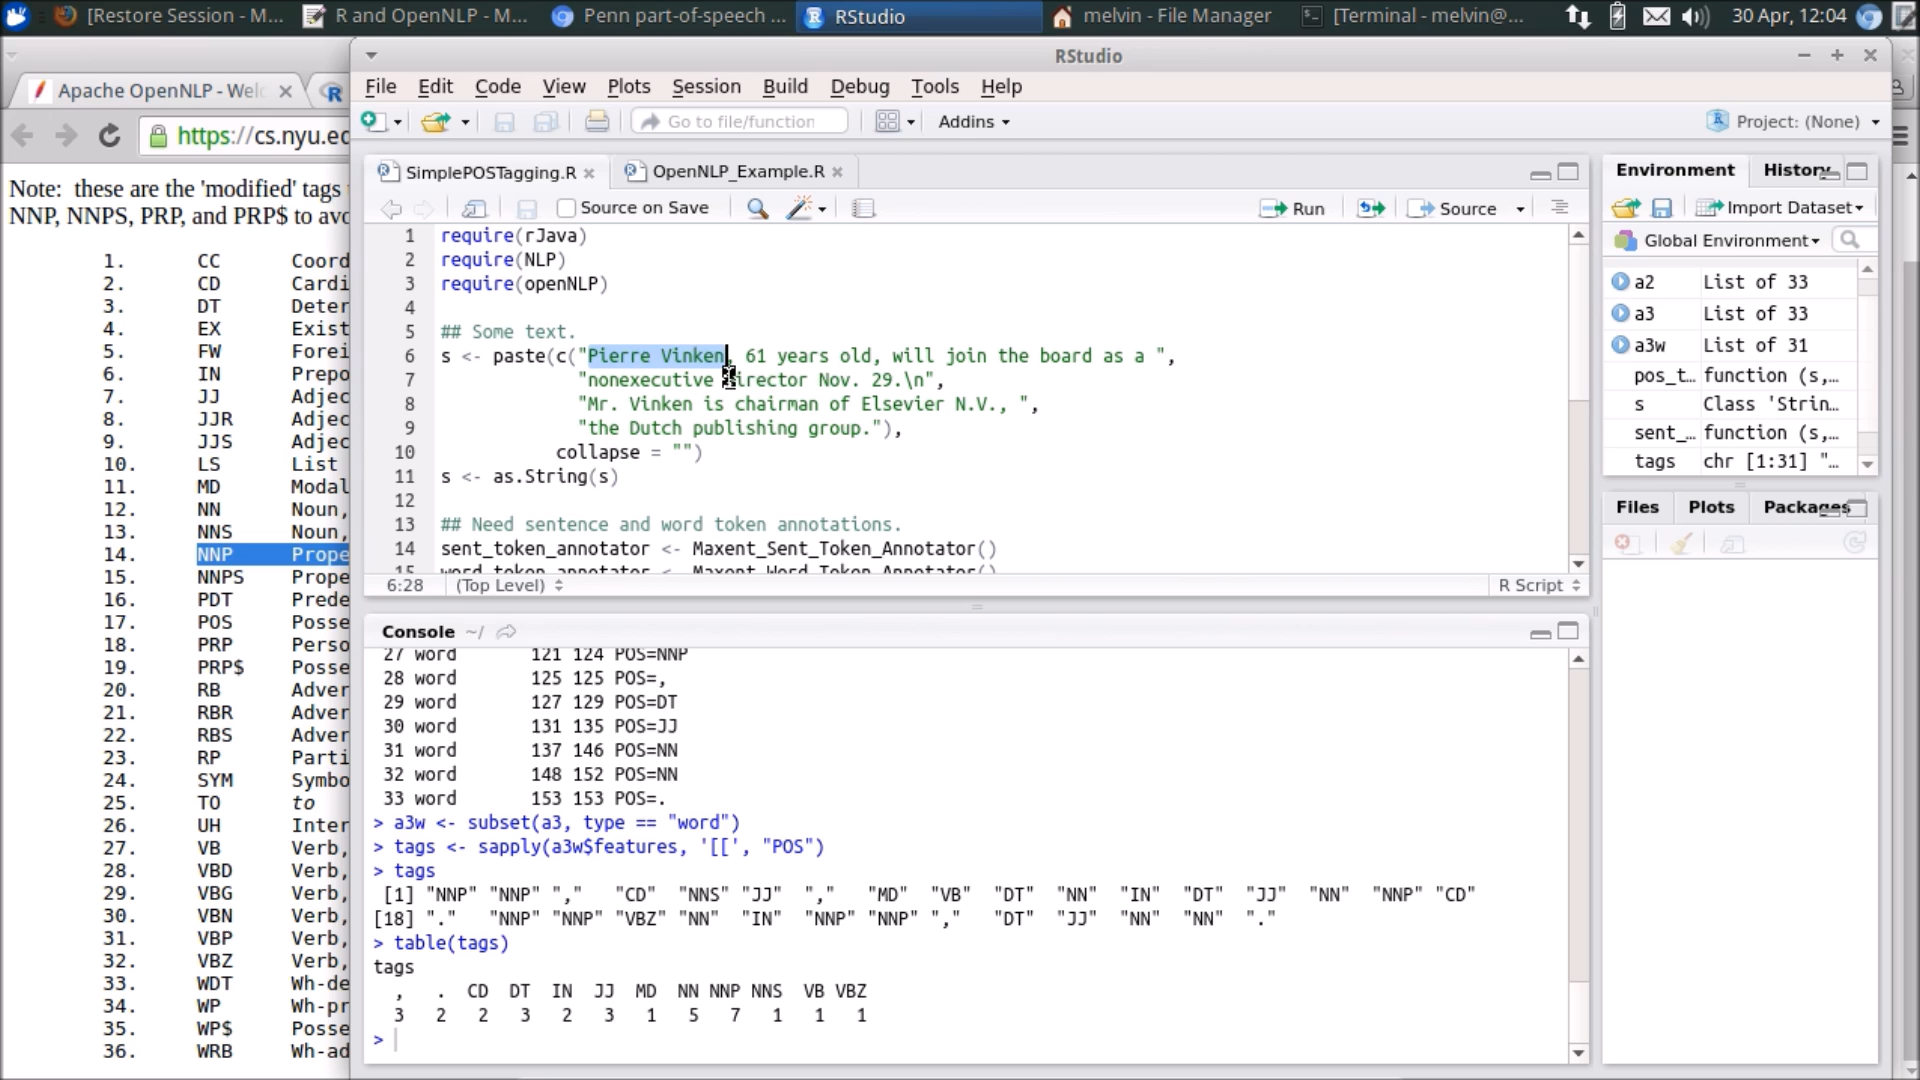 [Restore Session - M... R and OpenNLP - M... Penn part-of-speech ... RStudio melvin - File Manager [Terminal - melvin@... 30 Apr, 12:04
RStudio
Apache OpenNLP - Welc
https://cs.nyu.ed
Note: these are the 'modified' tags
NNP, NNPS, PRP, and PRP$ to avo
1. CC Coord
2. CD Cardi
3. DT Deter
4. EX Exist
5. FW Forei
6. IN Prepo
7. JJ Adjec
8. JJR Adjec
9. JJS Adjec
10. LS List
11. MD Modal
12. NN Noun,
13. NNS Noun,
14. NNP Prope
15. NNPS Prope
16. PDT Prede
17. POS Posse
18. PRP Perso
19. PRP$ Posse
20. RB Adver
21. RBR Adver
22. RBS Adver
23. RP Parti
24. SYM Symbo
25. TO to
26. UH Inter
27. VB Verb,
28. VBD Verb,
29. VBG Verb,
30. VBN Verb,
31. VBP Verb,
32. VBZ Verb,
33. WDT Wh-de
34. WP Wh-pr
35. WP$ Posse
36. WRB Wh-ad
File Edit Code View Plots Session Build Debug Tools Help
Go to file/function Addins Project: (None)
SimplePOSTagging.R OpenNLP_Example.R
Source on Save Run Source
1 require(rJava)
2 require(NLP)
3 require(openNLP)
4
5 ## Some text.
6 s <- paste(c("Pierre Vinken, 61 years old, will join the board as a ",
7 "nonexecutive director Nov. 29.\n",
8 "Mr. Vinken is chairman of Elsevier N.V., ",
9 "the Dutch publishing group."),
10 collapse = "")
11 s <- as.String(s)
12
13 ## Need sentence and word token annotations.
14 sent_token_annotator <- Maxent_Sent_Token_Annotator()
15 word_token_annotator <- Maxent_Word_Token_Annotator()
6:28 (Top Level) R Script
Console ~/
27 word 121 124 POS=NNP
28 word 125 125 POS=,
29 word 127 129 POS=DT
30 word 131 135 POS=JJ
31 word 137 146 POS=NN
32 word 148 152 POS=NN
33 word 153 153 POS=.
> a3w <- subset(a3, type == "word")
> tags <- sapply(a3w$features, '[[', "POS")
> tags
[1] "NNP" "NNP" "," "CD" "NNS" "JJ" "," "MD" "VB" "DT" "NN" "IN" "DT" "JJ" "NN" "NNP" "CD"
[18] "." "NNP" "NNP" "VBZ" "NN" "IN" "NNP" "NNP" "," "DT" "JJ" "NN" "NN" "."
> table(tags)
tags
, . CD DT IN JJ MD NN NNP NNS VB VBZ
3 2 2 3 2 3 1 5 7 1 1 1
>
Environment History
Import Dataset
Global Environment
a2 List of 33
a3 List of 33
a3w List of 31
pos_t… function (s,…
s Class 'Strin…
sent_… function (s,…
tags chr [1:31] "…
Files Plots Packages